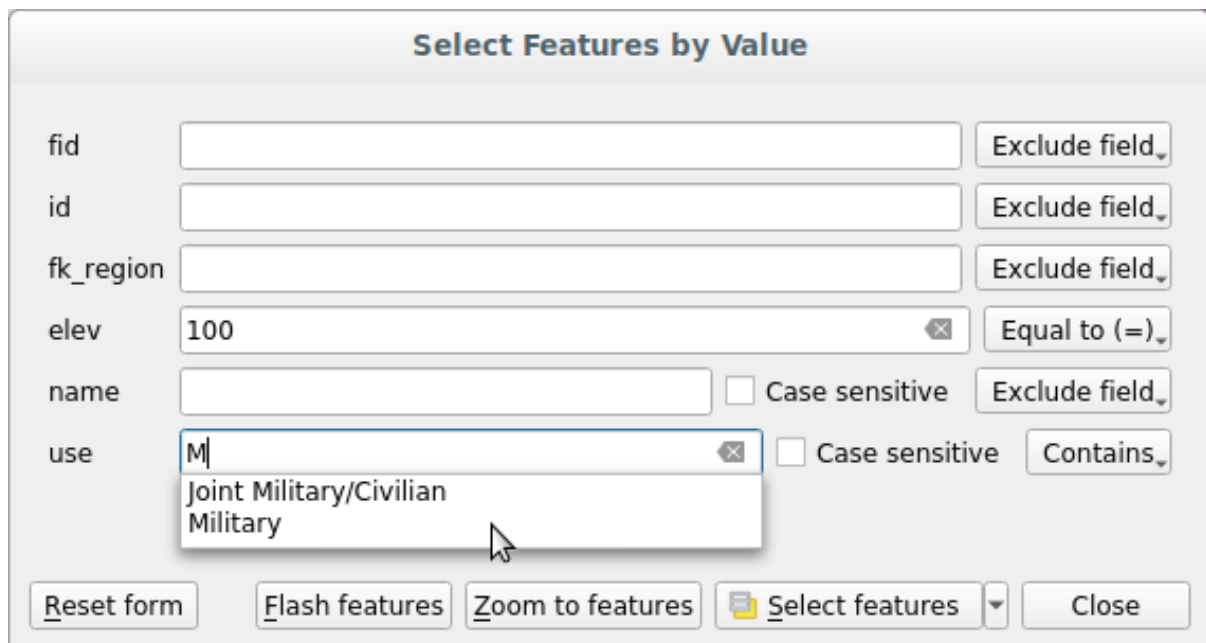 Select Features by Value
fid Exclude field
id Exclude field
fk_region Exclude field
elev 100 Equal to (=)
name Case sensitive Exclude field
use M Case sensitive Contains
Joint Military/Civilian
Military
Reset form Flash features Zoom to features Select features Close